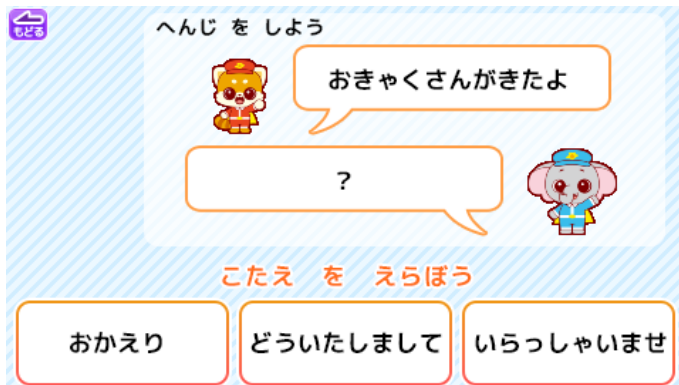 もどる
へんじ を しよう
おきゃくさんがきたよ
?
こたえ を えらぼう
おかえり
どういたしまして
いらっしゃいませ